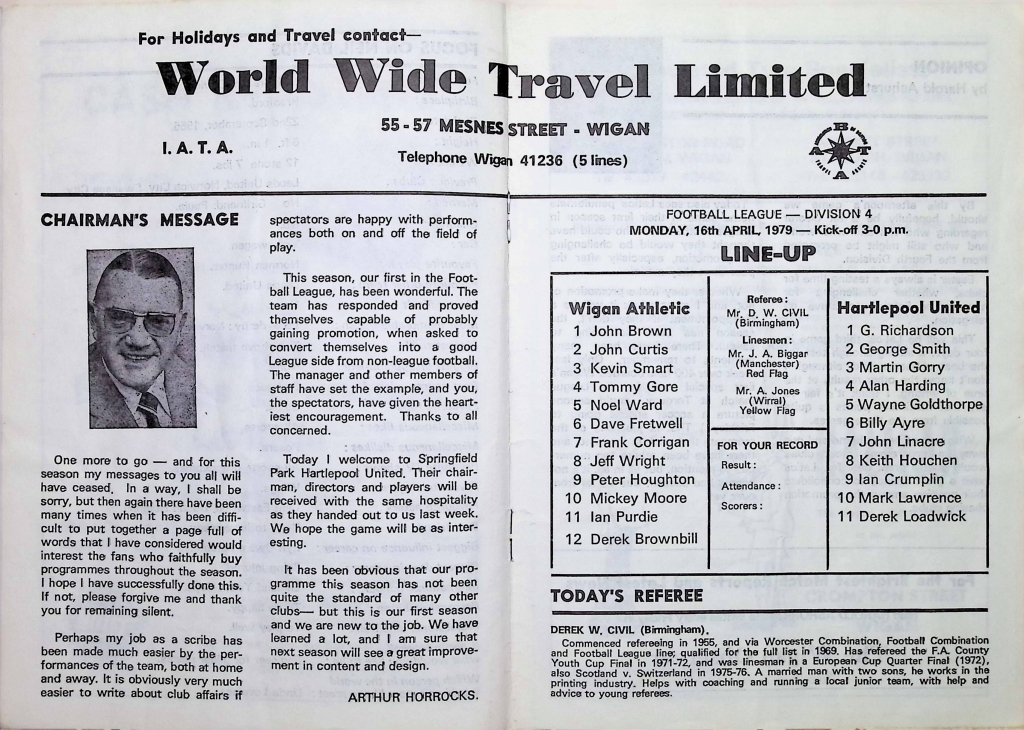 For Holidays and Travel contact—
World Wide Travel Limited
55 - 57 MESNES STREET - WIGAN
I. A. T. A.
Telephone Wigan 41236 (5 lines)
A B T A
CHAIRMAN'S MESSAGE
One more to go — and for this
season my messages to you all will
have ceased. In a way, I shall be
sorry, but then again there have been
many times when it has been diffi-
cult to put together a page full of
words that I have considered would
interest the fans who faithfully buy
programmes throughout the season.
I hope I have successfully done this.
If not, please forgive me and thank
you for remaining silent.
Perhaps my job as a scribe has
been made much easier by the per-
formances of the team, both at home
and away. It is obviously very much
easier to write about club affairs if
spectators are happy with perform-
ances both on and off the field of
play.
This season, our first in the Foot-
ball League, has been wonderful. The
team has responded and proved
themselves capable of probably
gaining promotion, when asked to
convert themselves into a good
League side from non-league football.
The manager and other members of
staff have set the example, and you,
the spectators, have given the heart-
iest encouragement. Thanks to all
concerned.
Today I welcome to Springfield
Park Hartlepool United. Their chair-
man, directors and players will be
received with the same hospitality
as they handed out to us last week.
We hope the game will be as inter-
esting.
It has been obvious that our pro-
gramme this season has not been
quite the standard of many other
clubs— but this is our first season
and we are new to the job. We have
learned a lot, and I am sure that
next season will see a great improve-
ment in content and design.
ARTHUR HORROCKS.
FOOTBALL LEAGUE — DIVISION 4
MONDAY, 16th APRIL, 1979 — Kick-off 3-0 p.m.
LINE-UP
Wigan Athletic
1 John Brown
2 John Curtis
3 Kevin Smart
4 Tommy Gore
5 Noel Ward
6 Dave Fretwell
7 Frank Corrigan
8 Jeff Wright
9 Peter Houghton
10 Mickey Moore
11 Ian Purdie
12 Derek Brownbill
Referee :
Mr. D. W. CIVIL
(Birmingham)
Linesmen :
Mr. J. A. Biggar
(Manchester)
Red Flag
Mr. A. Jones
(Wirral)
Yellow Flag
FOR YOUR RECORD
Result :
Attendance :
Scorers :
Hartlepool United
1 G. Richardson
2 George Smith
3 Martin Gorry
4 Alan Harding
5 Wayne Goldthorpe
6 Billy Ayre
7 John Linacre
8 Keith Houchen
9 Ian Crumplin
10 Mark Lawrence
11 Derek Loadwick
TODAY'S REFEREE
DEREK W. CIVIL (Birmingham).
Commenced refereeing in 1955, and via Worcester Combination, Football Combination
and Football League line; qualified for the full list in 1969. Has refereed the F.A. County
Youth Cup Final in 1971-72, and was linesman in a European Cup Quarter Final (1972),
also Scotland v. Switzerland in 1975-76. A married man with two sons, he works in the
printing industry. Helps with coaching and running a local junior team, with help and
advice to young referees.